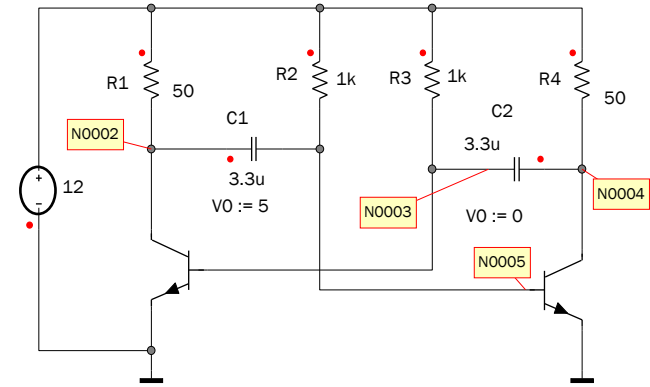 R1
50
R2
1k
R3
1k
R4
50
N0002
C1
3.3u
V0 := 5
C2
3.3u
V0 := 0
12
N0003
N0004
N0005